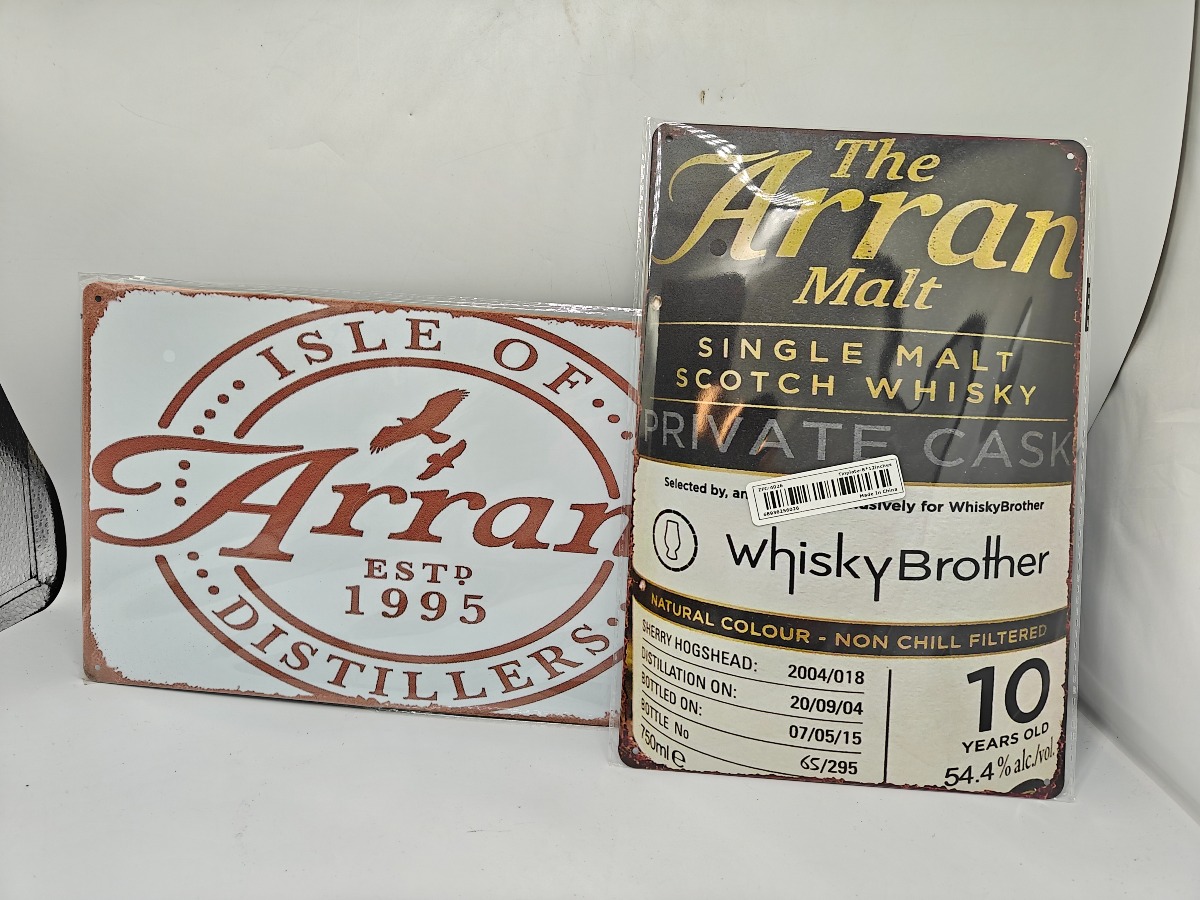 ISLE OF
Arran
ESTD
1995
DISTILLERS
The
Arran
Malt
SINGLE MALT
SCOTCH WHISKY
PRIVATE CASK
Selected by, an
usively for WhiskyBrother
Made In China
whiskyBrother
NATURAL COLOUR - NON CHILL FILTERED
SHERRY HOGSHEAD: 2004/018
DISTILLATION ON: 20/09/04
BOTTLED ON: 07/05/15
BOTTLE No 65/295
750ml e
10
YEARS OLD
54.4% alc./vol.